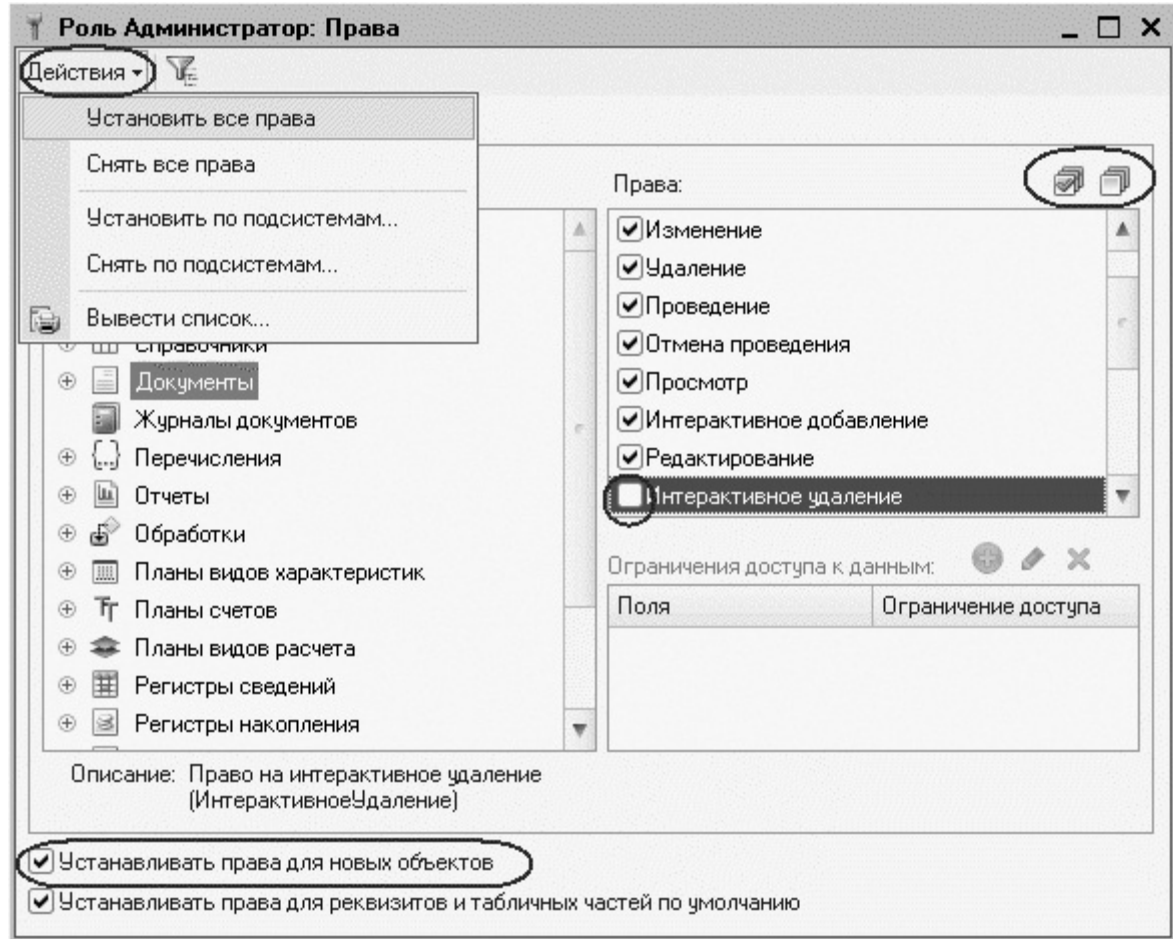 Роль Администратор: Права
Действия
Установить все права
Снять все права
Установить по подсистемам...
Снять по подсистемам...
Вывести список...
Справочники
Документы
Журналы документов
Перечисления
Отчеты
Обработки
Планы видов характеристик
Планы счетов
Планы видов расчета
Регистры сведений
Регистры накопления
Права:
Изменение
Удаление
Проведение
Отмена проведения
Просмотр
Интерактивное добавление
Редактирование
Интерактивное удаление
Ограничения доступа к данным:
Поля Ограничение доступа
Описание: Право на интерактивное удаление
(ИнтерактивноеУдаление)
Устанавливать права для новых объектов
Устанавливать права для реквизитов и табличных частей по умолчанию